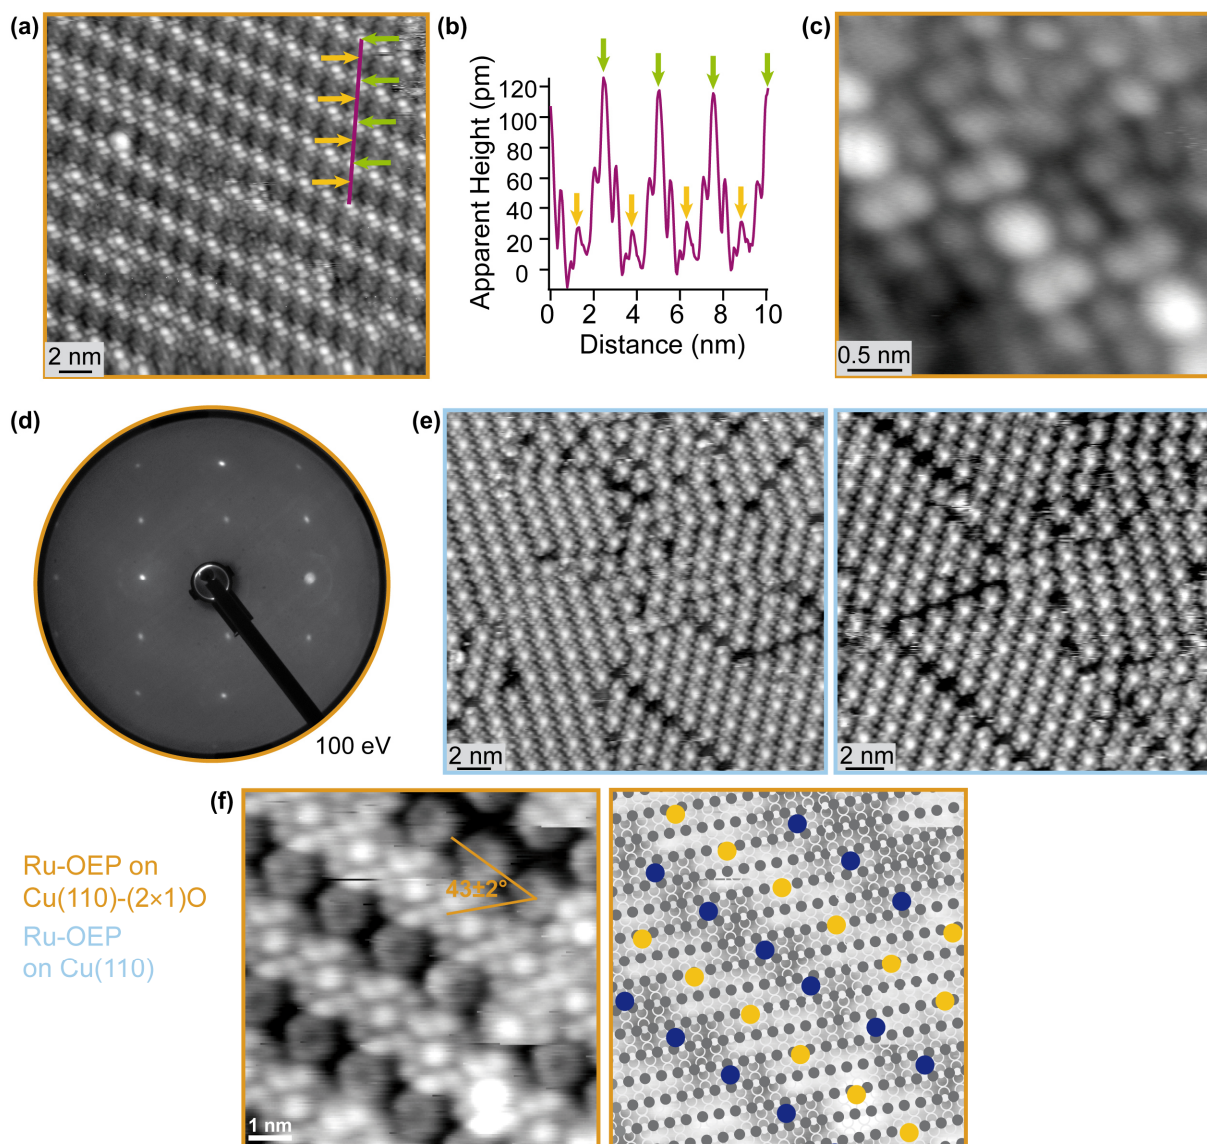 (a)
2 nm
(b)
Apparent Height (pm)
120
100
80
60
40
20
0
0 2 4 6 8 10
Distance (nm)
(c)
0.5 nm
(d)
100 eV
(e)
2 nm
2 nm
(f)
43±2°
1 nm
Ru-OEP on
Cu(110)-(2×1)O
Ru-OEP
on Cu(110)